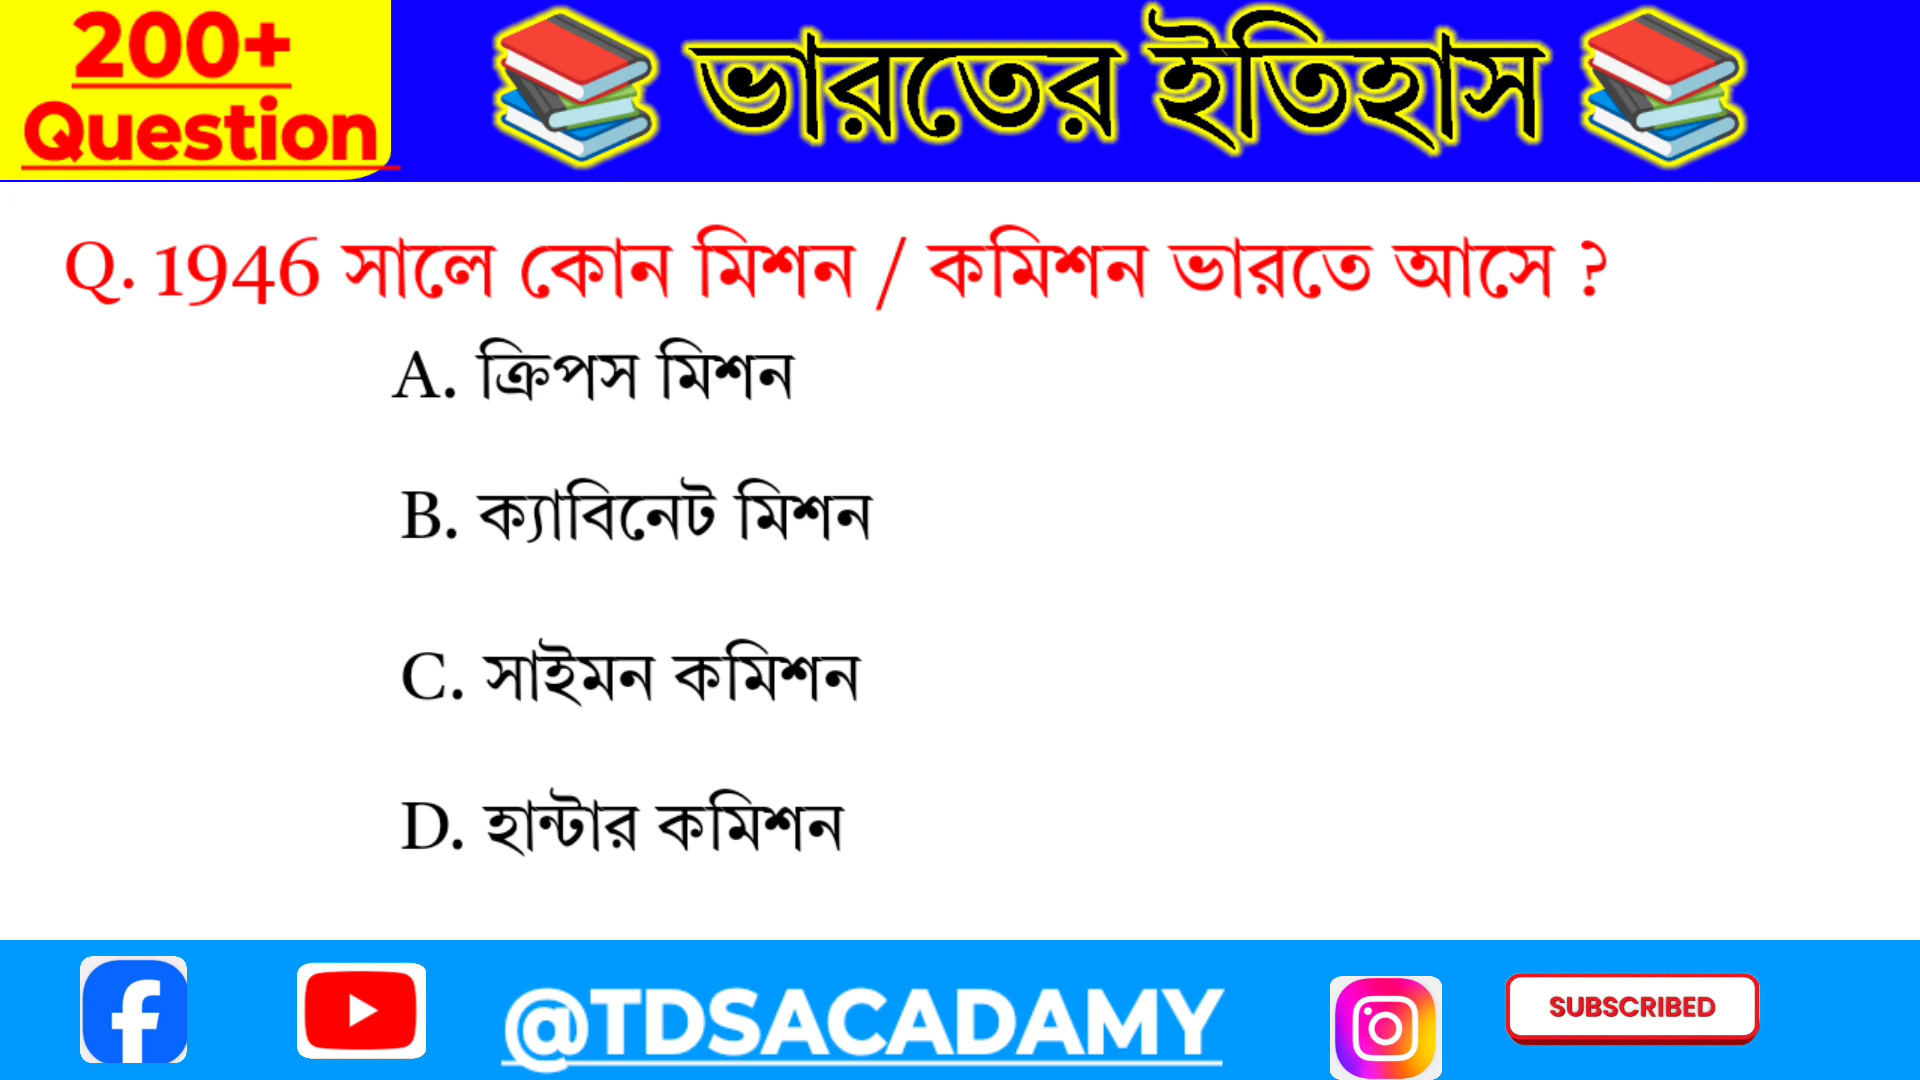 200+
Question
📚 ভারতের ইতিহাস 📚
Q. 1946 সালে কোন মিশন / কমিশন ভারতে আসে ?
A. ক্রিপস মিশন
B. ক্যাবিনেট মিশন
C. সাইমন কমিশন
D. হান্টার কমিশন
@TDSACADAMY
SUBSCRIBED